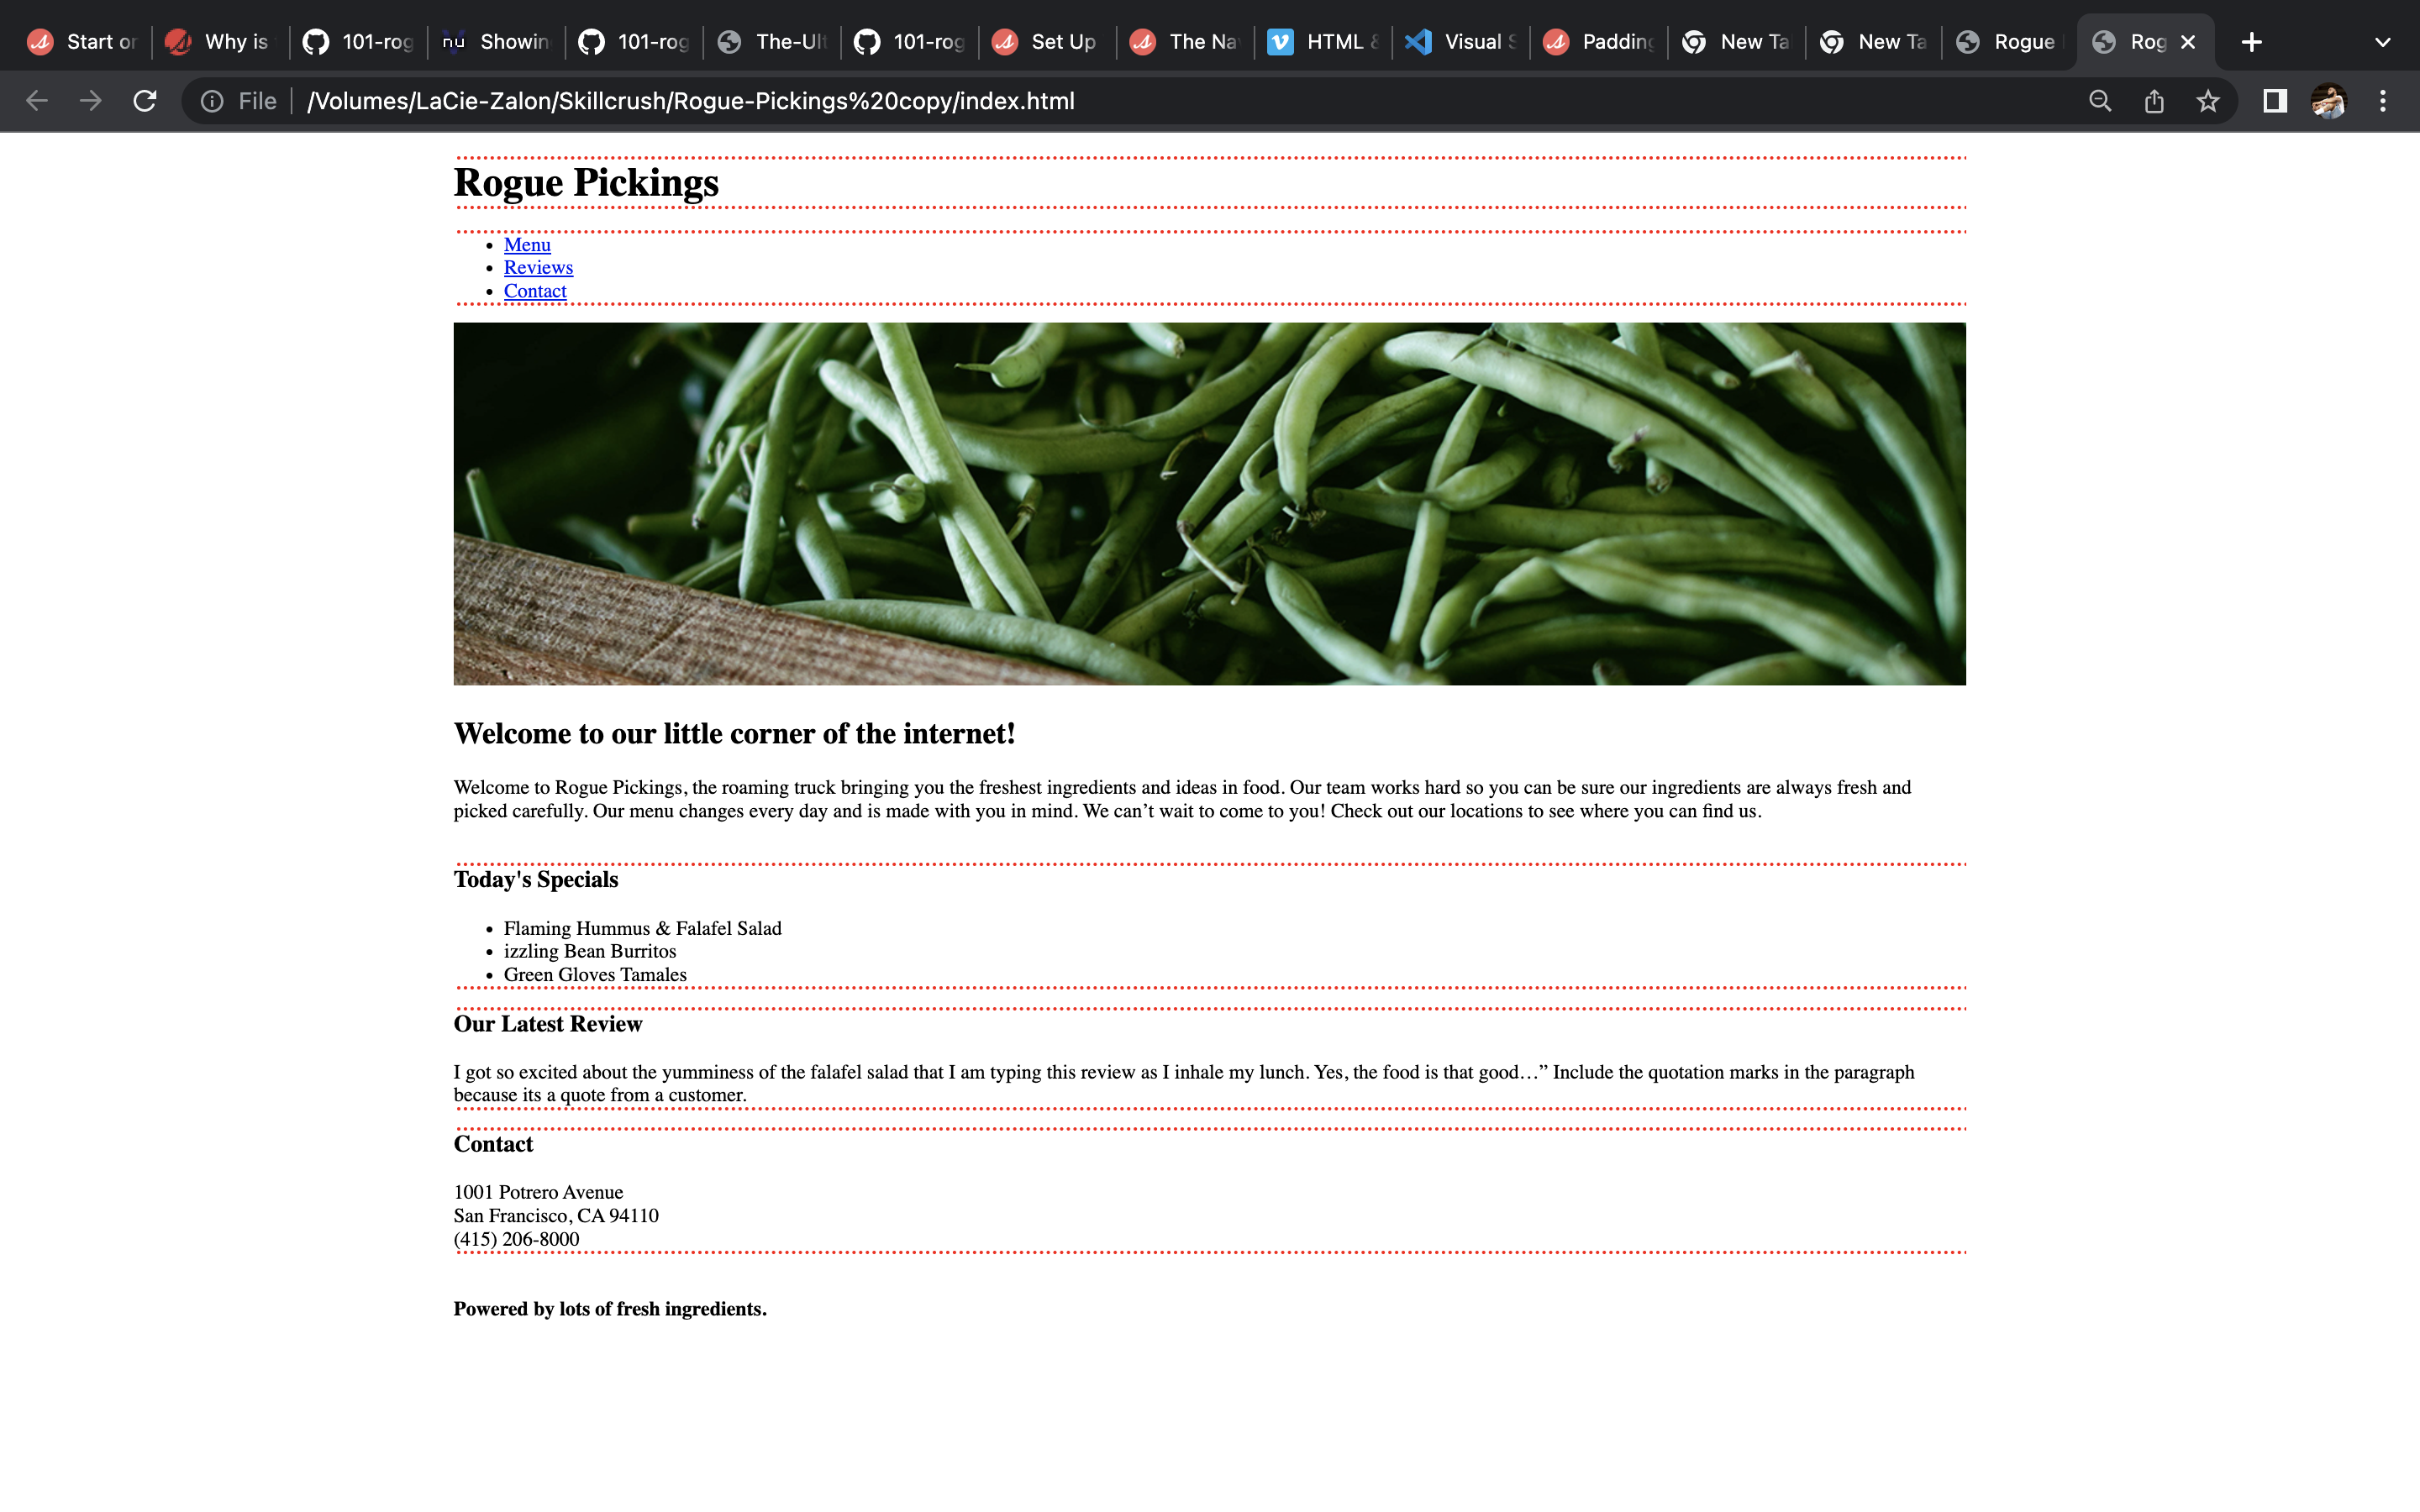 Start or
Why is
101-rog
nu Showin
101-rog
The-Ult
101-rog
Set Up
The Na
HTML &
Visual S
Padding
New Ta
New Ta
Rogue
Rog
File /Volumes/LaCie-Zalon/Skillcrush/Rogue-Pickings%20copy/index.html
Rogue Pickings
• Menu
• Reviews
• Contact
Welcome to our little corner of the internet!
Welcome to Rogue Pickings, the roaming truck bringing you the freshest ingredients and ideas in food. Our team works hard so you can be sure our ingredients are always fresh and
picked carefully. Our menu changes every day and is made with you in mind. We can’t wait to come to you! Check out our locations to see where you can find us.
Today's Specials
• Flaming Hummus & Falafel Salad
• izzling Bean Burritos
• Green Gloves Tamales
Our Latest Review
I got so excited about the yumminess of the falafel salad that I am typing this review as I inhale my lunch. Yes, the food is that good…” Include the quotation marks in the paragraph
because its a quote from a customer.
Contact
1001 Potrero Avenue
San Francisco, CA 94110
(415) 206-8000
Powered by lots of fresh ingredients.